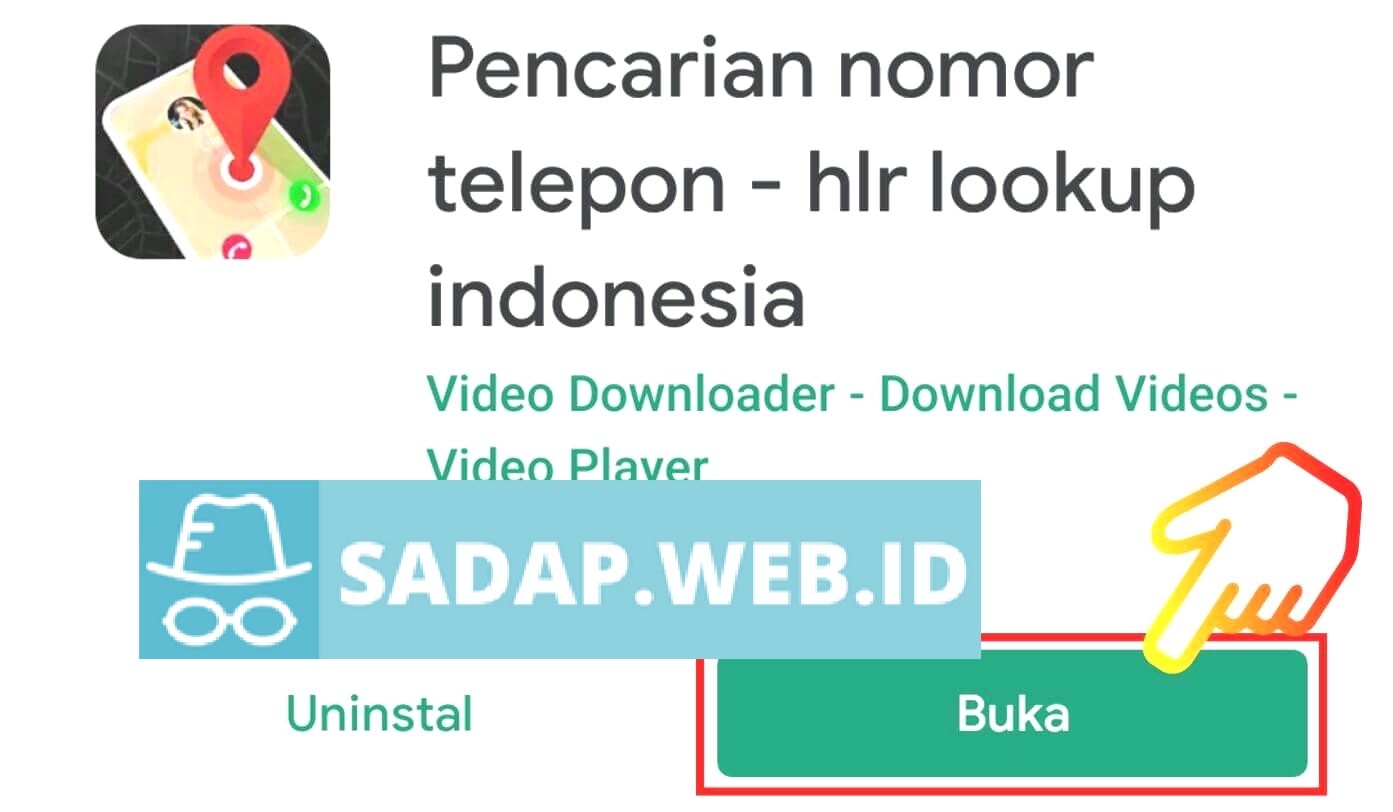 Pencarian nomor
telepon - hlr lookup
indonesia
Video Downloader - Download Videos -
Video Player
SADAP.WEB.ID
Uninstal
Buka